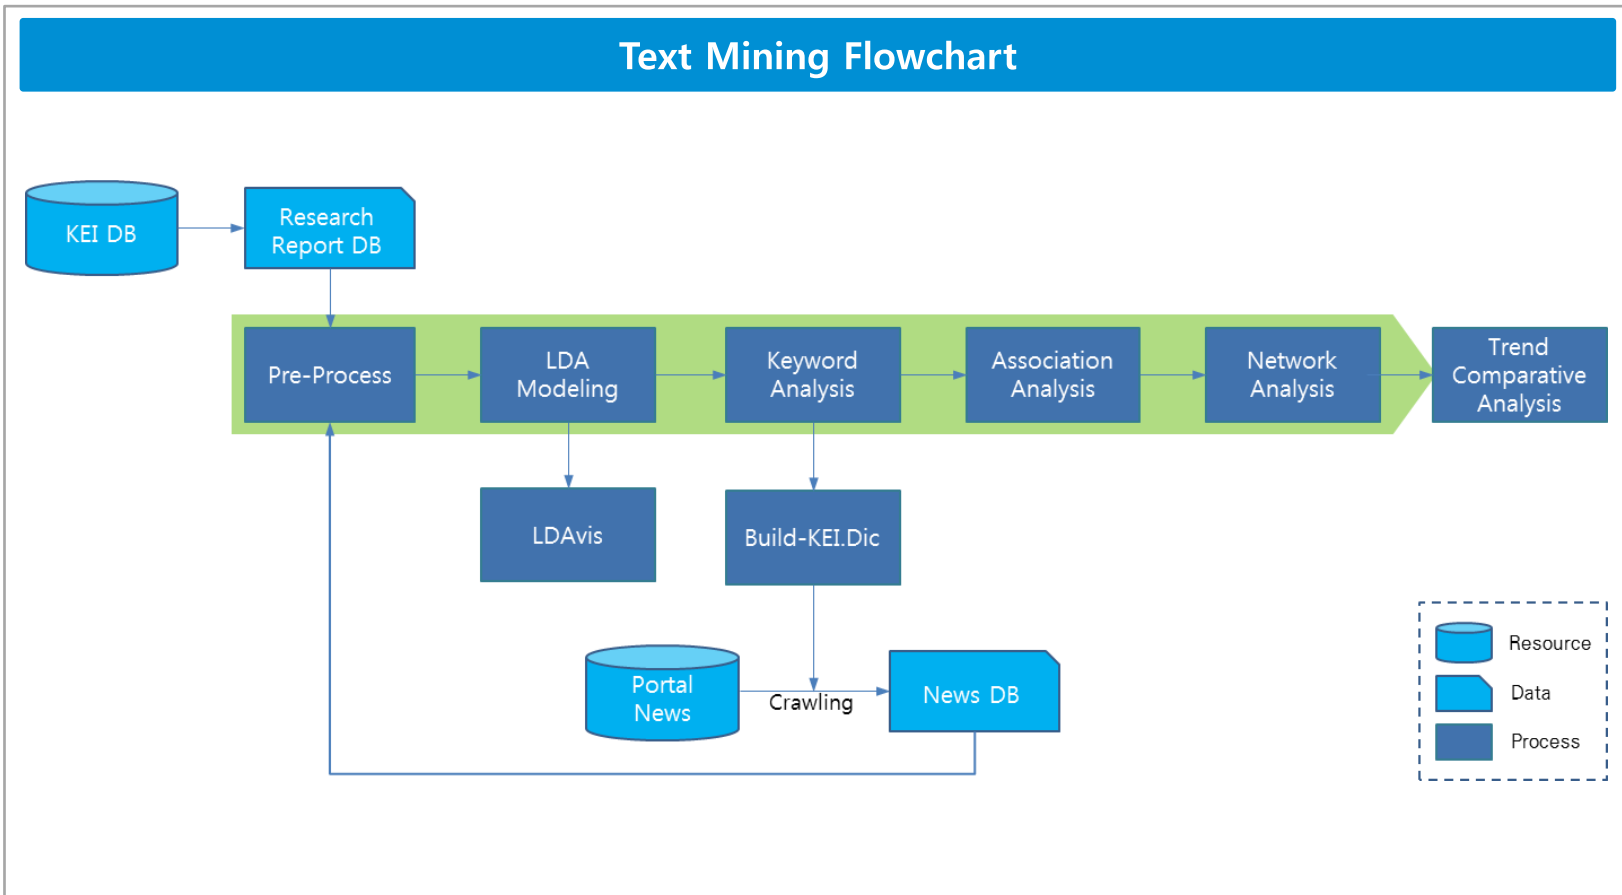 Text Mining Flowchart
KEI DB
Research
Report DB
Pre-Process
LDA
Modeling
Keyword
Analysis
Association
Analysis
Network
Analysis
Trend
Comparative
Analysis
LDAvis
Build-KEI.Dic
Portal
News
Crawling
News DB
Resource
Data
Process